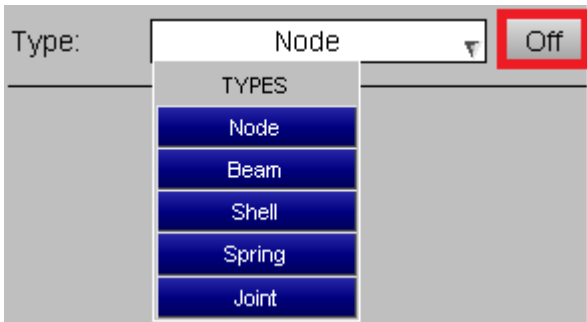 Type: Node Off
TYPES
Node
Beam
Shell
Spring
Joint